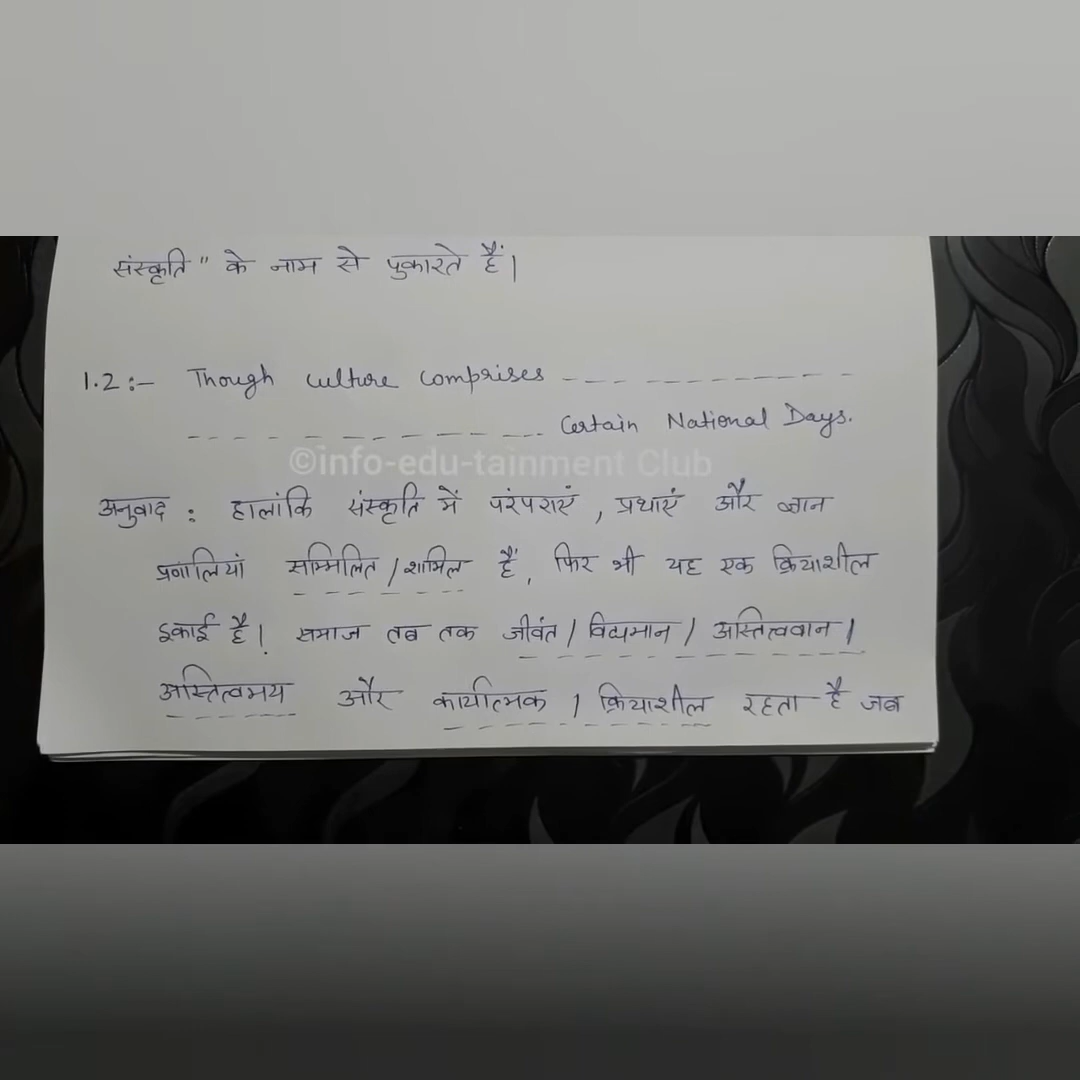 संस्कृति" के नाम से पुकारते हैं।
1.2:- Though culture comprises -- - --------
----------- Certain National Days.
©info-edu-tainment Club
अनुवाद : हालांकि संस्कृति में परंपराएं, प्रथाएं और ज्ञान
प्रणालियां सम्मिलित/शामिल हैं, फिर भी यह एक क्रियाशील
इकाई है। समाज तब तक जीवंत/विद्यमान/अस्तित्ववान/
अस्तित्वमय और कार्यात्मक/क्रियाशील रहता है जब